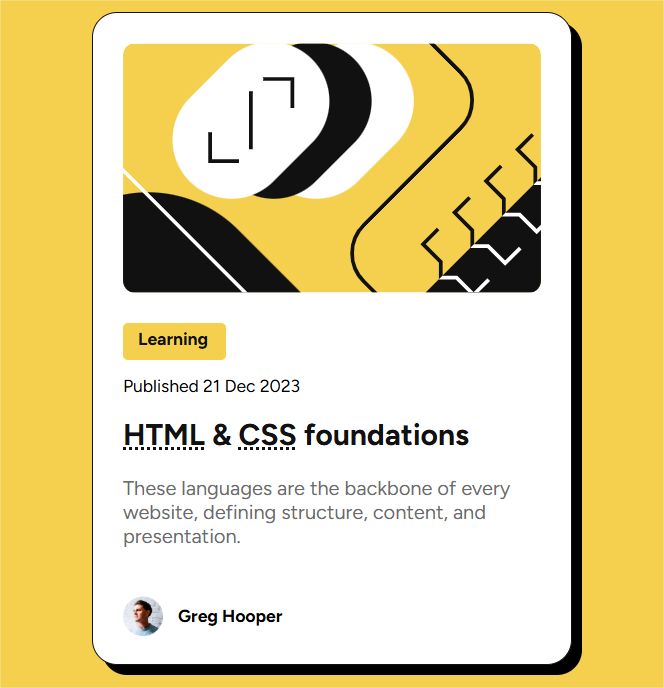 Learning
Published 21 Dec 2023
HTML & CSS foundations
These languages are the backbone of every
website, defining structure, content, and
presentation.
Greg Hooper